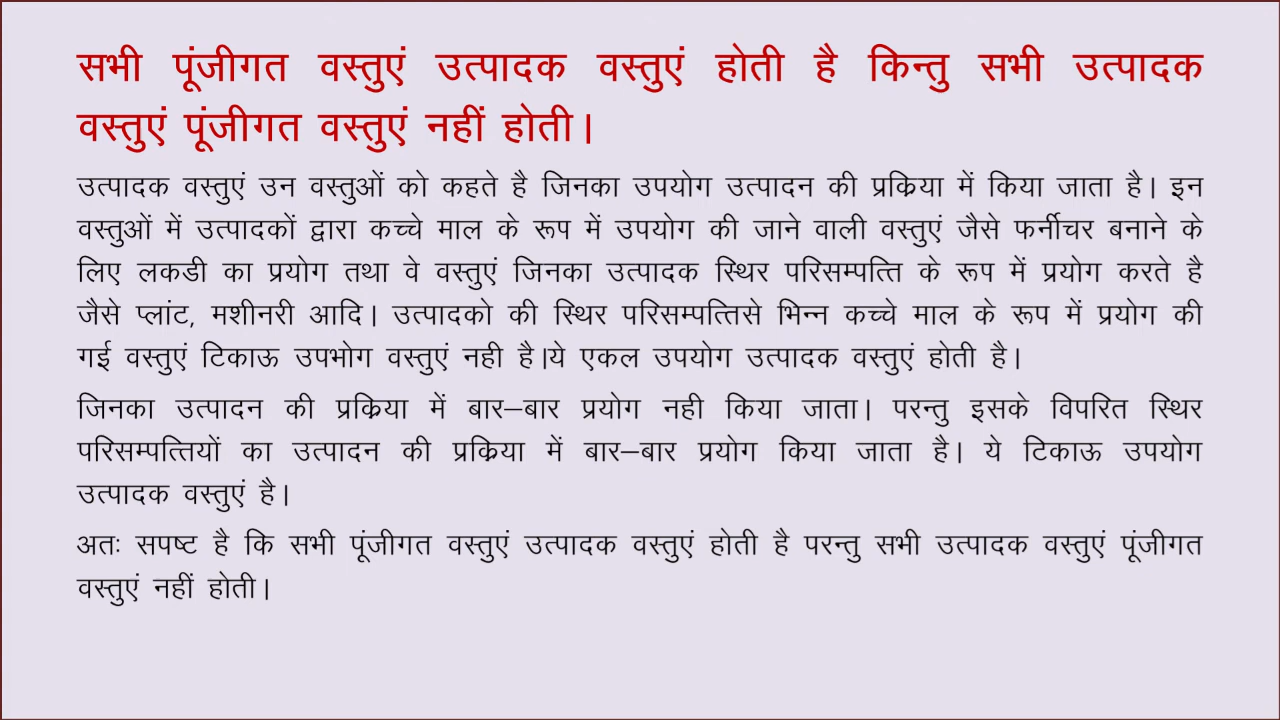 सभी पूंजीगत वस्तुएं उत्पादक वस्तुएं होती है किन्तु सभी उत्पादक
वस्तुएं पूंजीगत वस्तुएं नहीं होती।
उत्पादक वस्तुएं उन वस्तुओं को कहते है जिनका उपयोग उत्पादन की प्रक्रिया में किया जाता है। इन
वस्तुओं में उत्पादकों द्वारा कच्चे माल के रूप में उपयोग की जाने वाली वस्तुएं जैसे फर्नीचर बनाने के
लिए लकडी का प्रयोग तथा वे वस्तुएं जिनका उत्पादक स्थिर परिसम्पत्ति के रूप में प्रयोग करते है
जैसे प्लांट, मशीनरी आदि। उत्पादको की स्थिर परिसम्पत्तिसे भिन्न कच्चे माल के रूप में प्रयोग की
गई वस्तुएं टिकाऊ उपभोग वस्तुएं नही है।ये एकल उपयोग उत्पादक वस्तुएं होती है।
जिनका उत्पादन की प्रक्रिया में बार–बार प्रयोग नही किया जाता। परन्तु इसके विपरित स्थिर
परिसम्पत्तियों का उत्पादन की प्रक्रिया में बार–बार प्रयोग किया जाता है। ये टिकाऊ उपयोग
उत्पादक वस्तुएं है।
अतः सपष्ट है कि सभी पूंजीगत वस्तुएं उत्पादक वस्तुएं होती है परन्तु सभी उत्पादक वस्तुएं पूंजीगत
वस्तुएं नहीं होती।